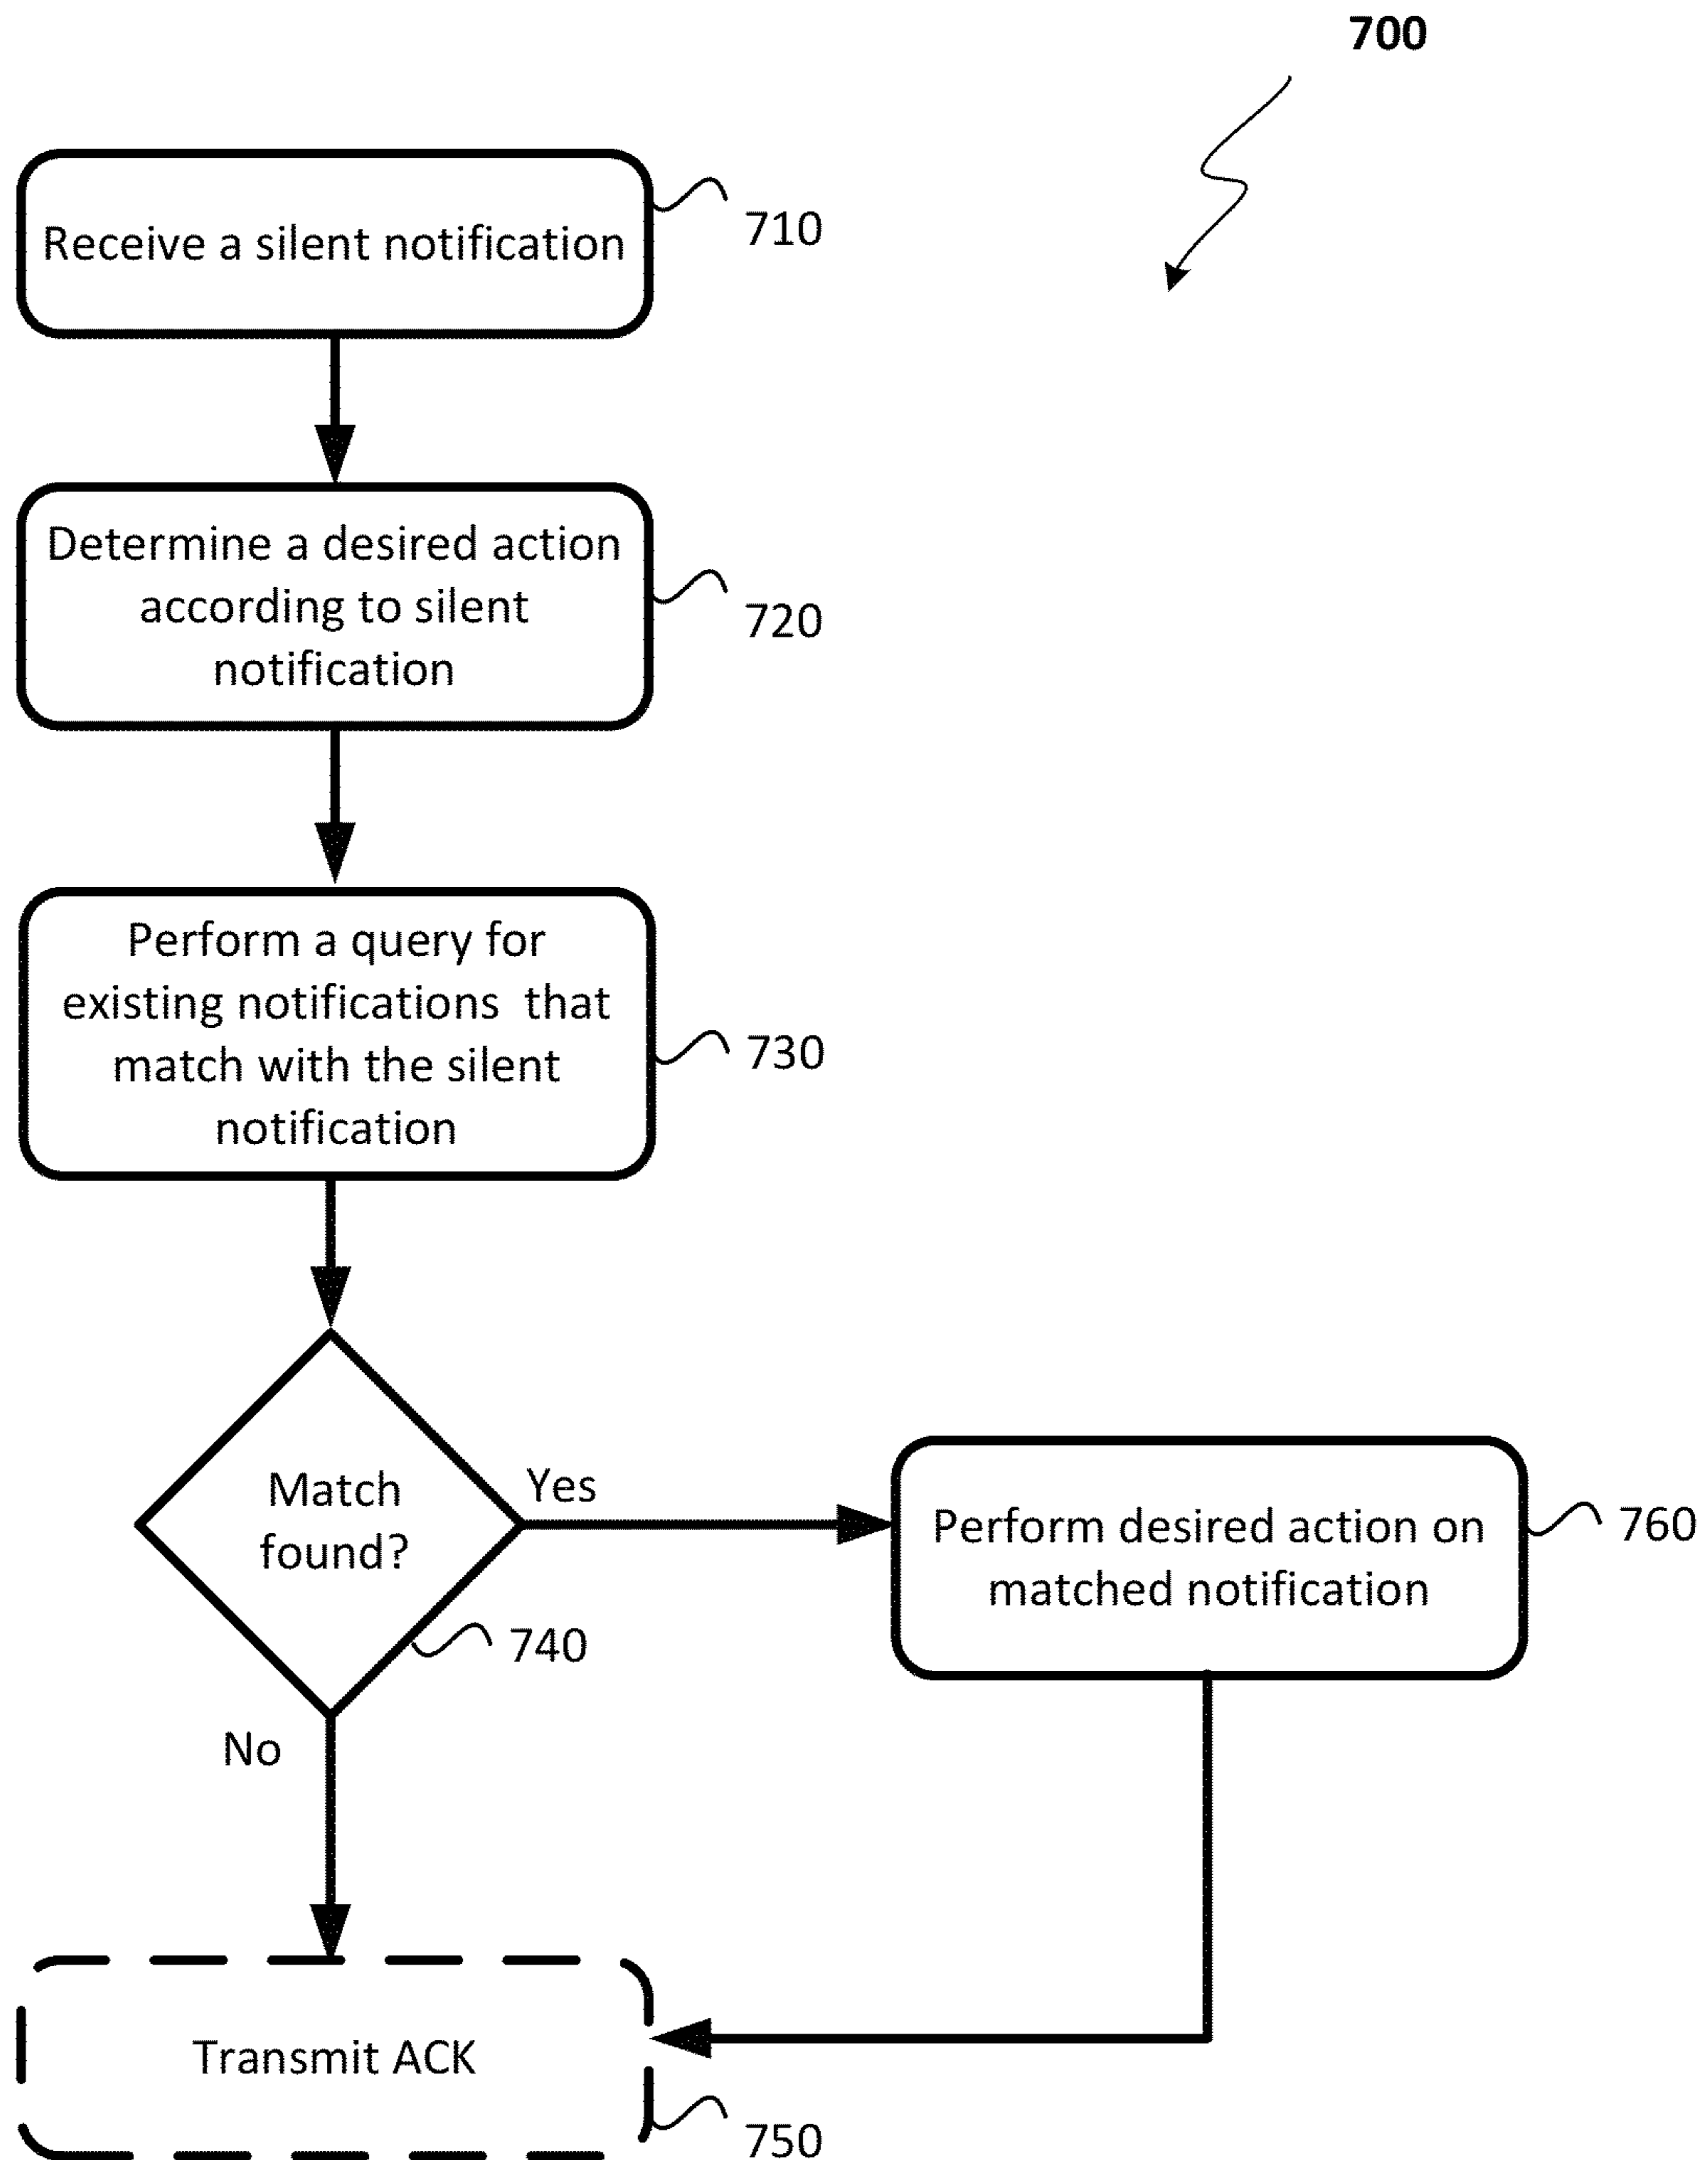 700
Receive a silent notification
710
Determine a desired action
according to silent
notification
720
Perform a query for
existing notifications that
match with the silent
notification
730
Match
found?
Yes
740
No
Perform desired action on
matched notification
760
Transmit ACK
750